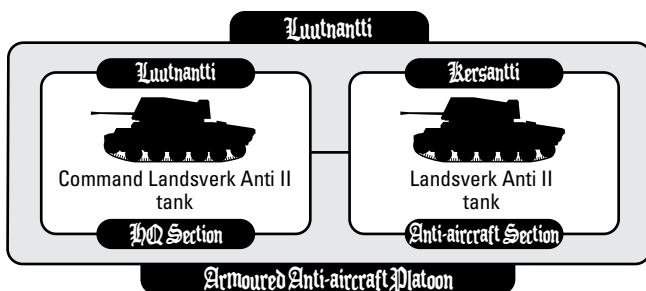 Luutnantti
Luutnantti
Kersantti
Command Landsverk Anti II
tank
Landsverk Anti II
tank
HQ Section
Anti-aircraft Section
Armoured Anti-aircraft Platoon